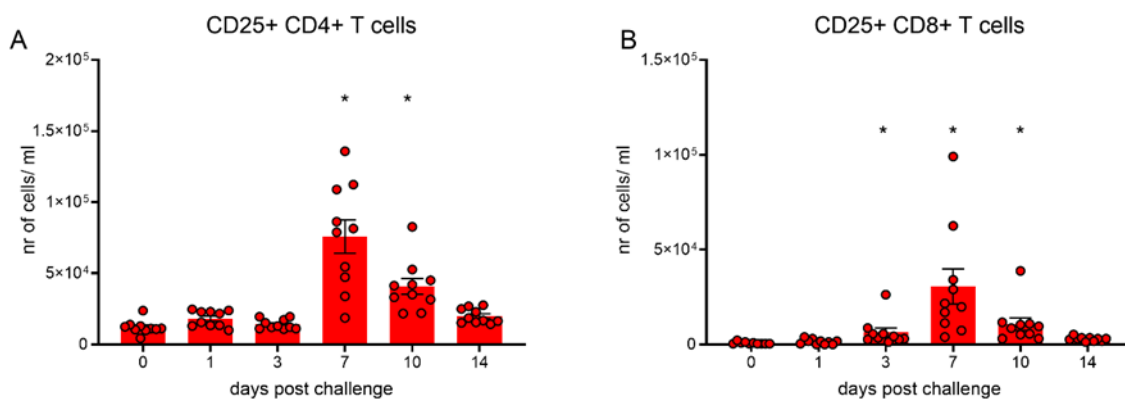 A
CD25+ CD4+ T cells
2×10⁵
1.5×10⁵
1×10⁵
5×10⁴
0
nr of cells/ ml
* *
0 1 3 7 10 14
days post challenge
B
CD25+ CD8+ T cells
1.5×10⁵
1×10⁵
5×10⁴
0
nr of cells/ ml
* * *
0 1 3 7 10 14
days post challenge